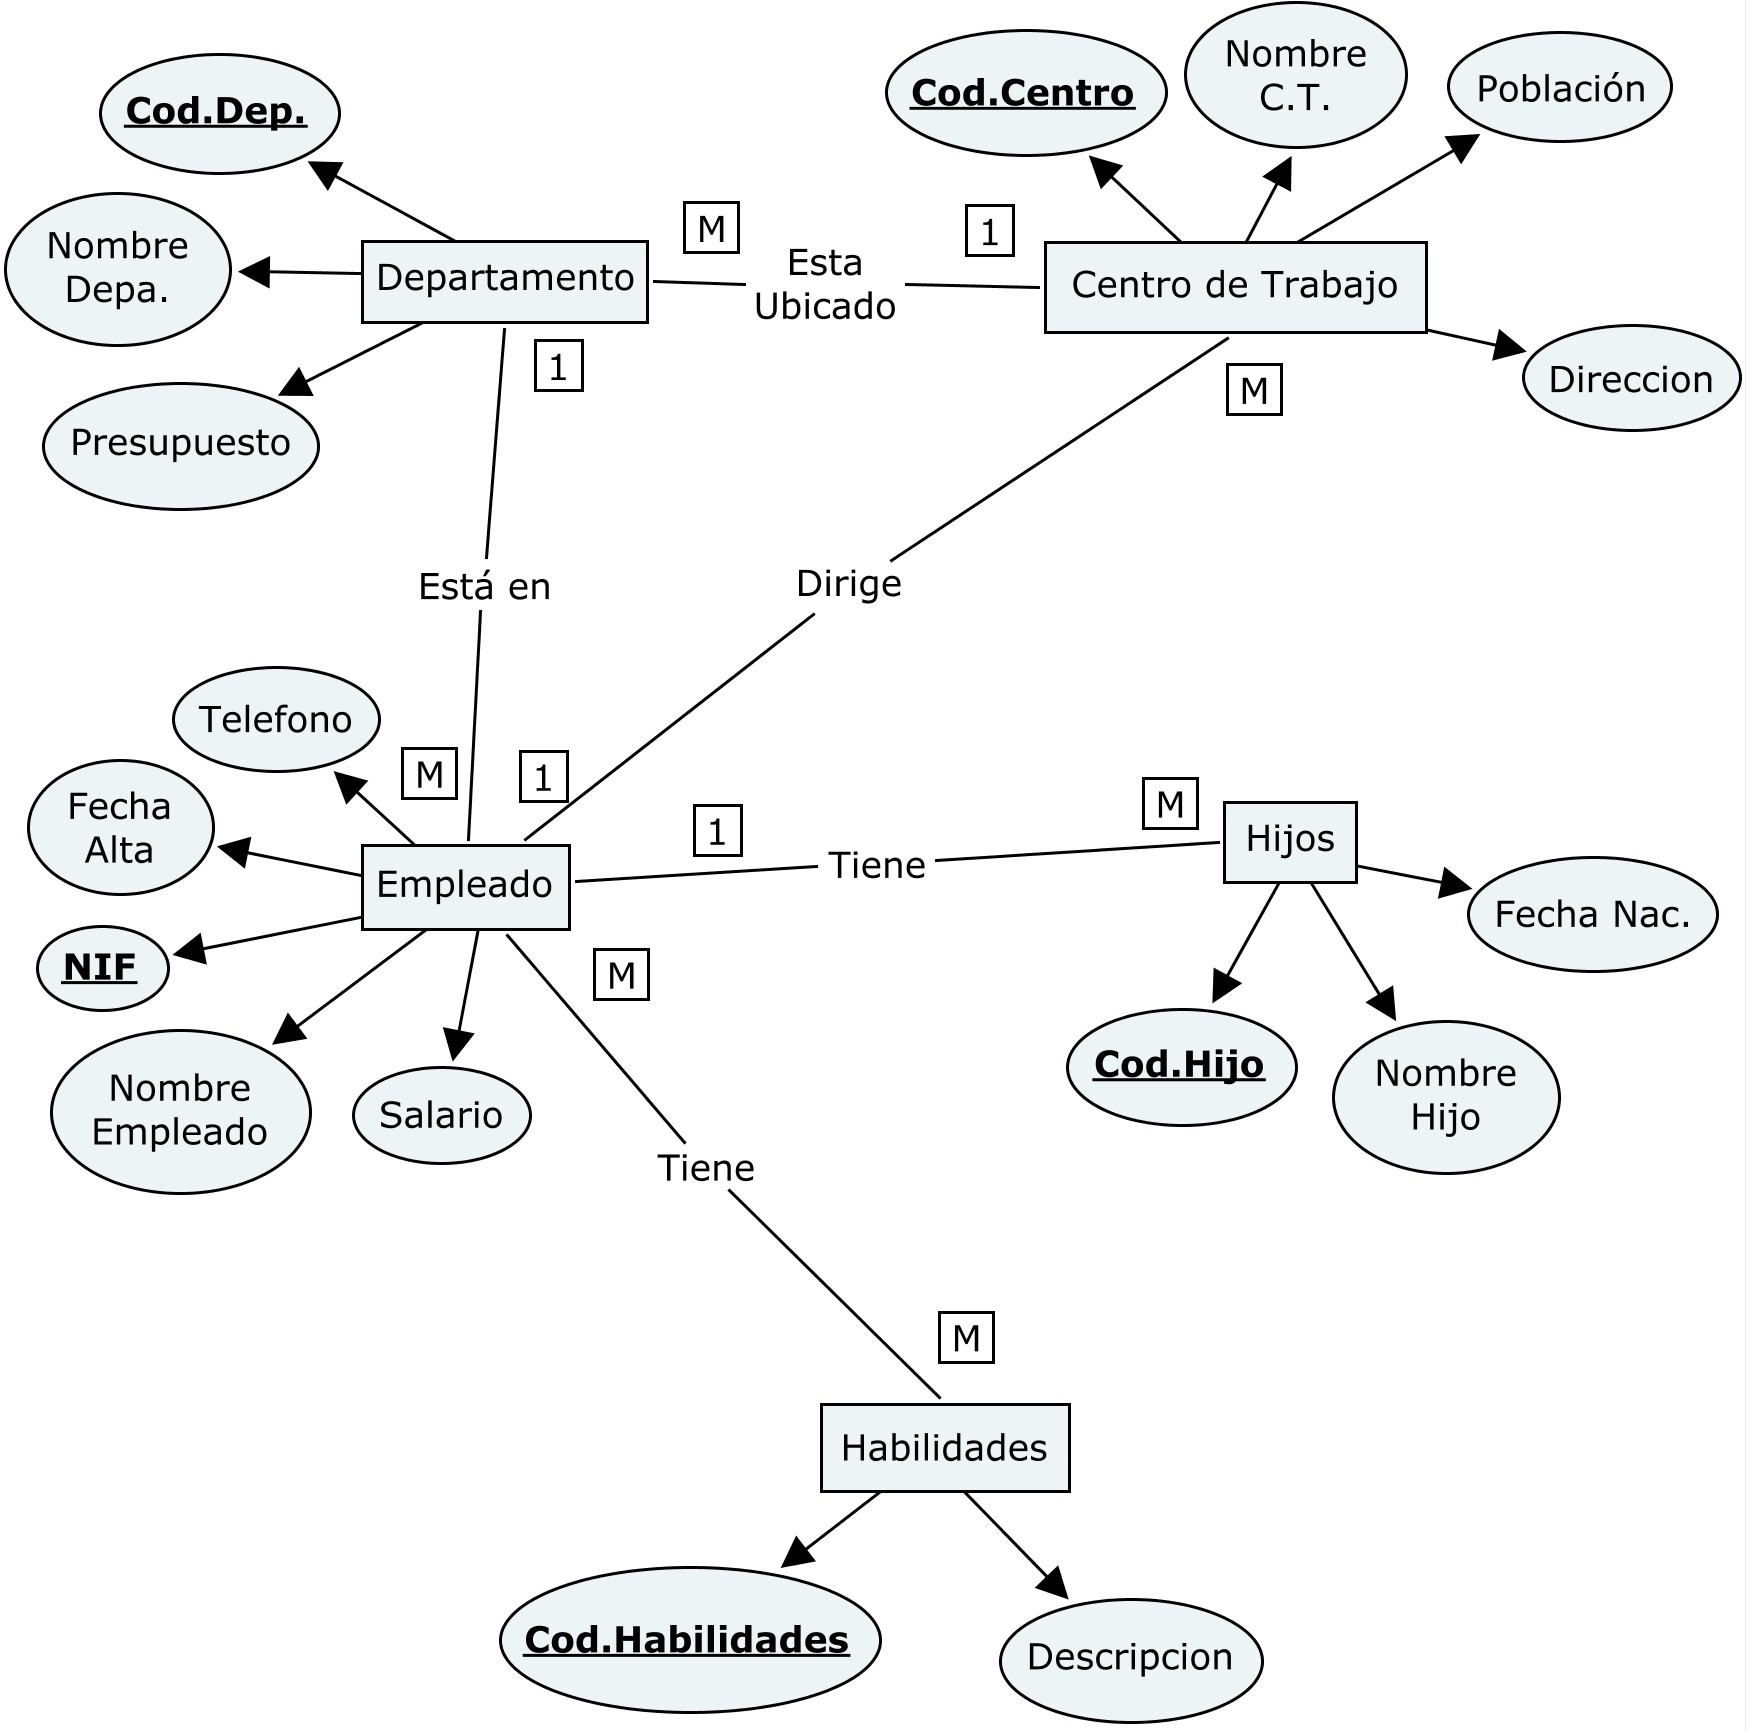 Cod.Dep.
Nombre
Depa.
Presupuesto
Departamento
M
Esta
Ubicado
1
Cod.Centro
Nombre
C.T.
Población
Centro de Trabajo
Direccion
1
M
Está en
Dirige
Telefono
M
1
Fecha
Alta
Empleado
1
Tiene
M
Hijos
NIF
Fecha Nac.
Nombre
Empleado
Salario
M
Cod.Hijo
Nombre
Hijo
Tiene
M
Habilidades
Cod.Habilidades
Descripcion